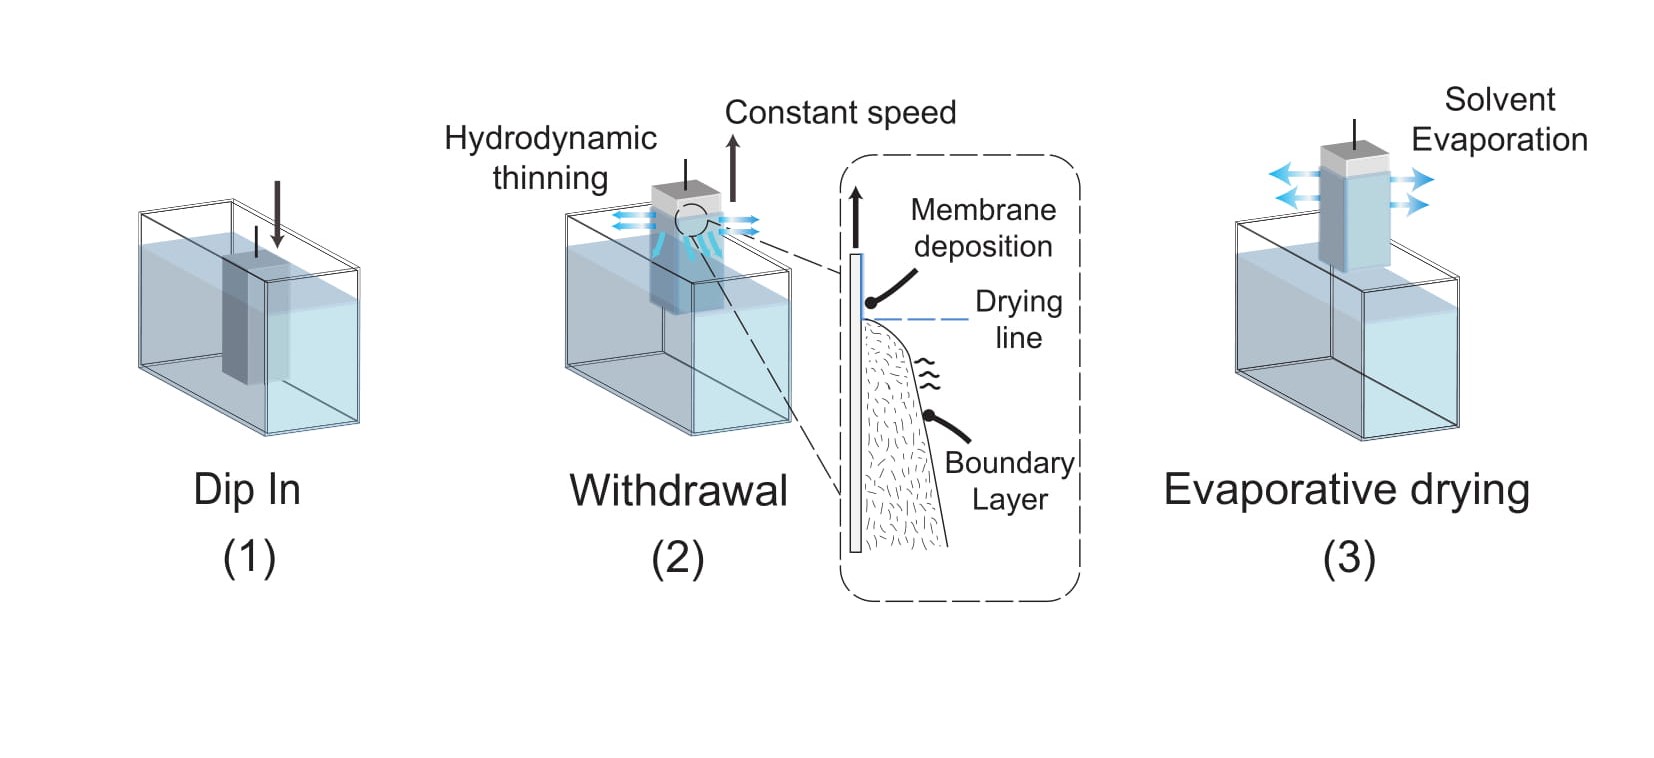 Dip In
(1)
Hydrodynamic
thinning
Constant speed
Withdrawal
(2)
Membrane
deposition
Drying
line
Boundary
Layer
Solvent
Evaporation
Evaporative drying
(3)